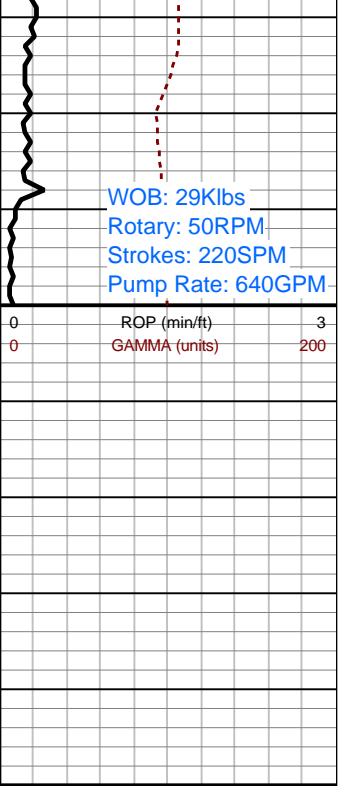 WOB: 29Klbs
Rotary: 50RPM
Strokes: 220SPM
Pump Rate: 640GPM
0 ROP (min/ft) 3
0 GAMMA (units) 200